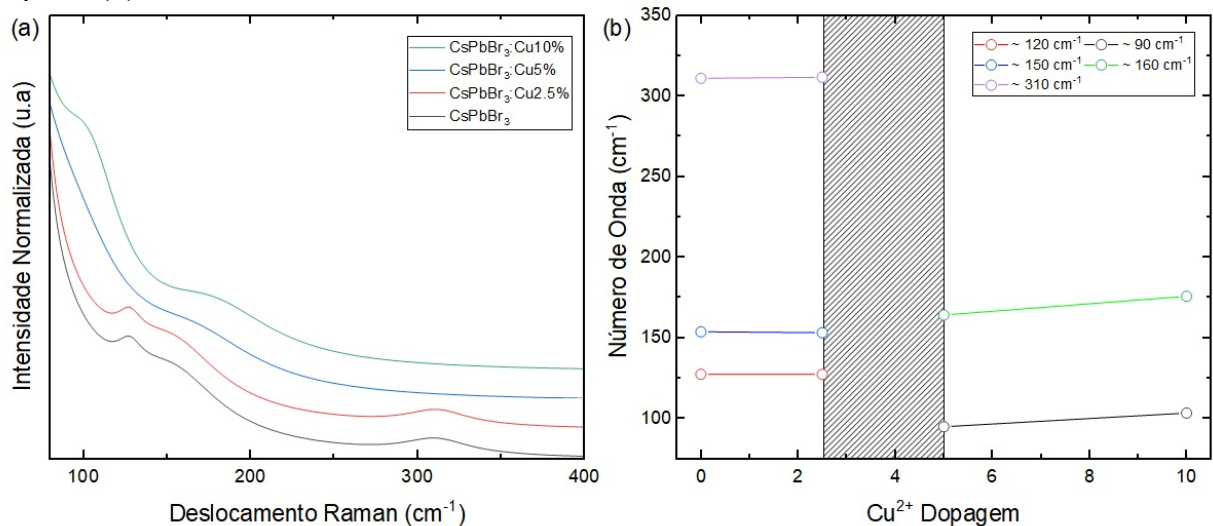 (a)
CsPbBr₃:Cu10%
CsPbBr₃:Cu5%
CsPbBr₃:Cu2.5%
CsPbBr₃
Intensidade Normalizada (u.a)
100 200 300 400
Deslocamento Raman (cm⁻¹)
(b)
~ 120 cm⁻¹ ~ 90 cm⁻¹
~ 150 cm⁻¹ ~ 160 cm⁻¹
~ 310 cm⁻¹
Número de Onda (cm⁻¹)
350
300
250
200
150
100
0 2 4 6 8 10
Cu²⁺ Dopagem